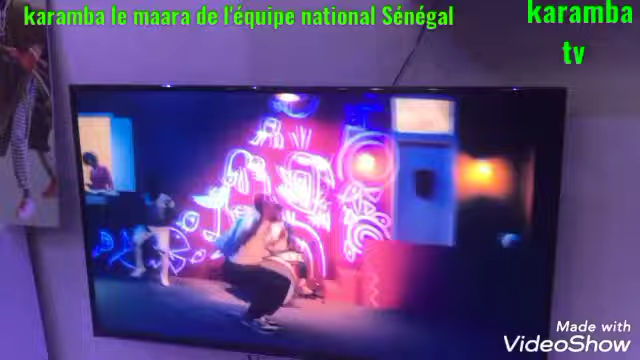 karamba le maara de l'équipe national Sénégal
karamba
tv
Made with
VideoShow